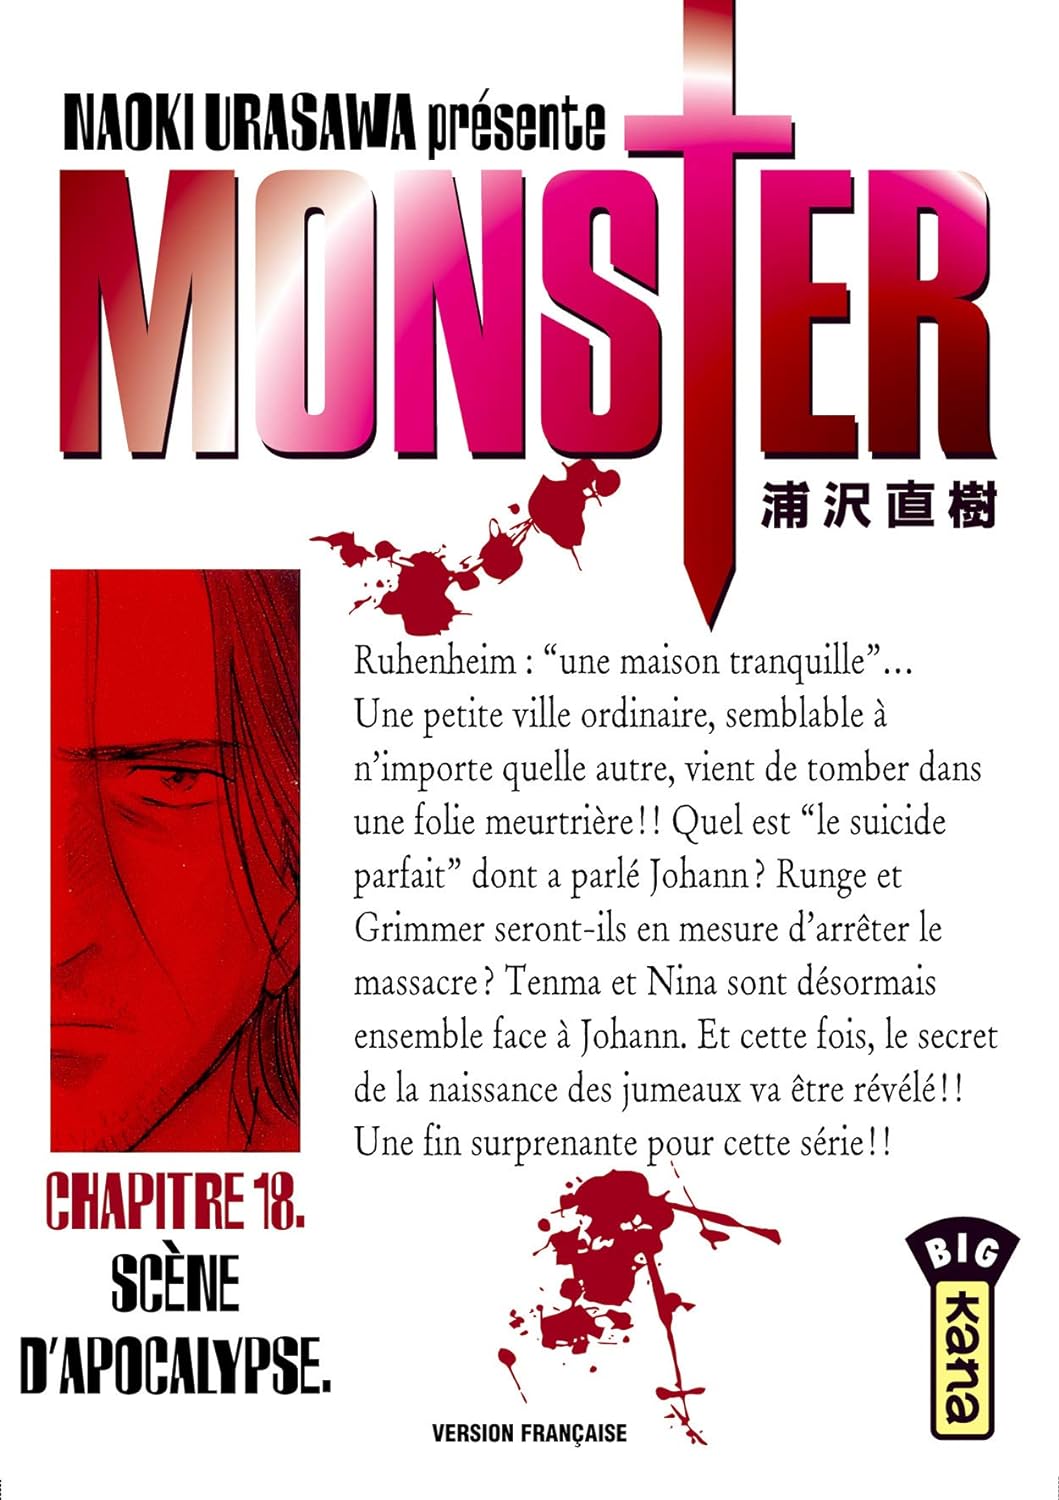 NAOKI URASAWA présente
MONSTER
浦沢直樹
Ruhenheim : “une maison tranquille”...
Une petite ville ordinaire, semblable à
n’importe quelle autre, vient de tomber dans
une folie meurtrière!! Quel est “le suicide
parfait” dont a parlé Johann? Runge et
Grimmer seront-ils en mesure d’arrêter le
massacre? Tenma et Nina sont désormais
ensemble face à Johann. Et cette fois, le secret
de la naissance des jumeaux va être révélé!!
Une fin surprenante pour cette série!!
CHAPITRE 18.
SCÈNE
D’APOCALYPSE.
BIG
Kana
VERSION FRANÇAISE